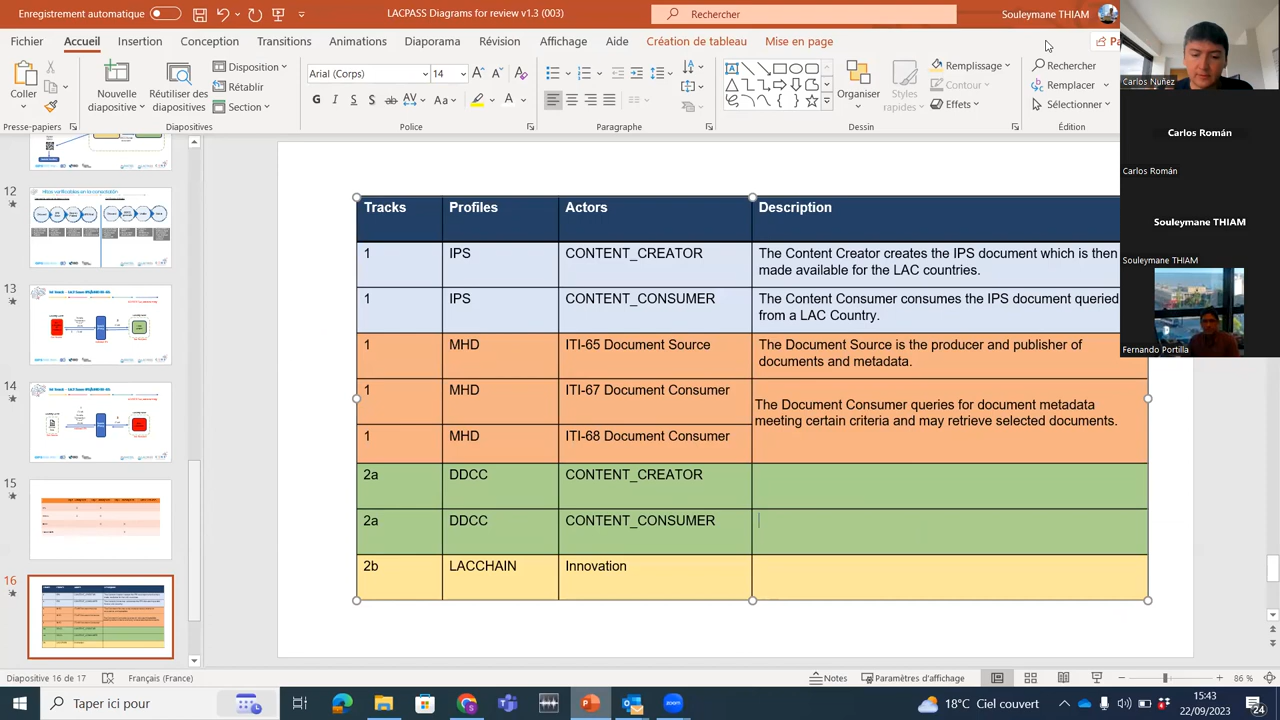 Enregistrement automatique
LACPASS for review v1.3 (003)
Rechercher
Souleymane THIAM
Fichier
Accueil
Insertion
Conception
Transitions
Animations
Diaporama
Révision
Affichage
Aide
Création de tableau
Mise en page
Pa
Coller
Nouvelle
diapositive
Réutiliser des
diapositives
Disposition
Rétablir
Section
Arial (Corps)
14
Organiser
Styles
rapides
Remplissage
Contour
Effets
Rechercher
Remplacer
Sélectionner
Presse-papiers
Diapositives
Police
Paragraphe
Dessin
Édition
Carlos Nuñez
Carlos Román
Carlos Román
Souleymane THIAM
Souleymane THIAM
Fernando Portilla
12
Hitos verificables en la conectatón
13
14
15
16
Tracks Profiles Actors Description
1 IPS CONTENT_CREATOR The Content Creator creates the IPS document which is then
made available for the LAC countries.
1 IPS CONTENT_CONSUMER The Content Consumer consumes the IPS document queried
from a LAC Country.
1 MHD ITI-65 Document Source The Document Source is the producer and publisher of
documents and metadata.
1 MHD ITI-67 Document Consumer
The Document Consumer queries for document metadata
meeting certain criteria and may retrieve selected documents.
1 MHD ITI-68 Document Consumer
2a DDCC CONTENT_CREATOR
2a DDCC CONTENT_CONSUMER
2b LACCHAIN Innovation
Diapositive 16 de 17
Français (France)
Notes
Paramètres d'affichage
86 %
Taper ici pour
18°C Ciel couvert
15:43
22/09/2023
24